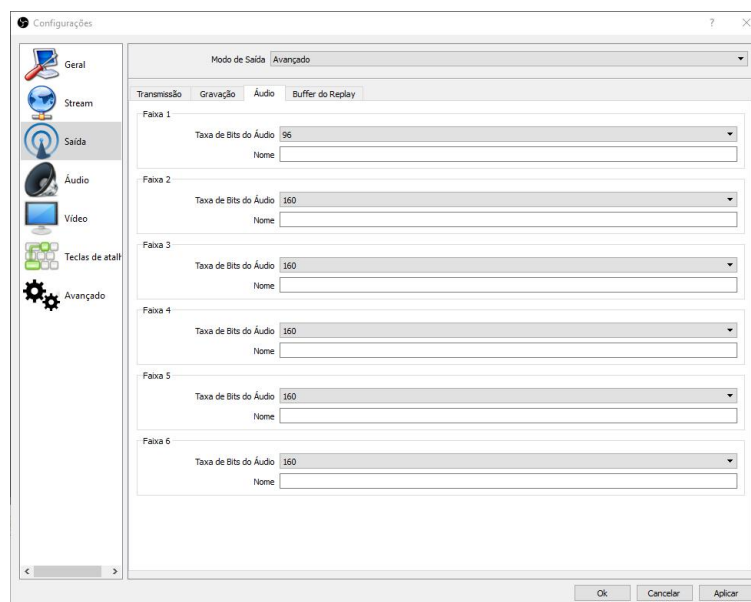 Configurações
?
Geral
Stream
Saída
Áudio
Vídeo
Teclas de atalh
Avançado
Modo de Saída Avançado
Transmissão Gravação Áudio Buffer do Replay
Faixa 1
Taxa de Bits do Áudio 96
Nome
Faixa 2
Taxa de Bits do Áudio 160
Nome
Faixa 3
Taxa de Bits do Áudio 160
Nome
Faixa 4
Taxa de Bits do Áudio 160
Nome
Faixa 5
Taxa de Bits do Áudio 160
Nome
Faixa 6
Taxa de Bits do Áudio 160
Nome
Ok Cancelar Aplicar